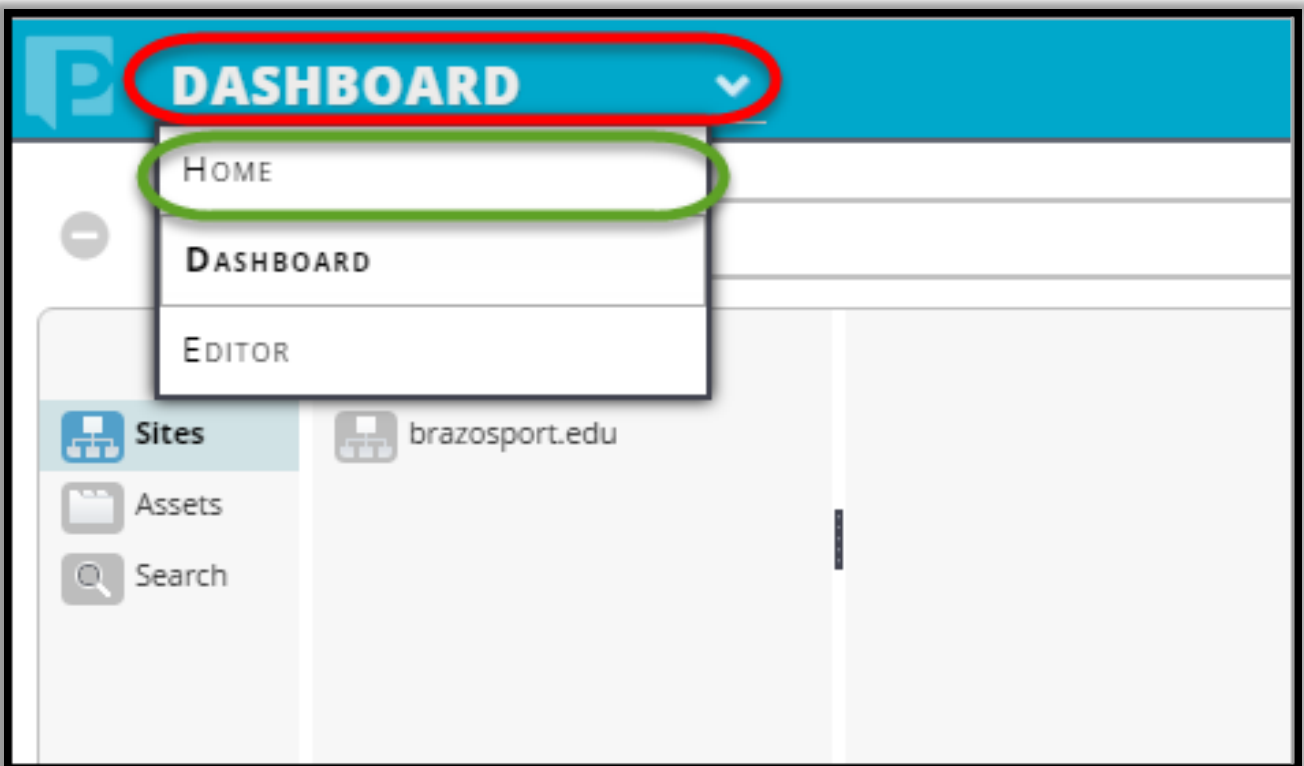 P DASHBOARD
HOME
DASHBOARD
EDITOR
Sites
brazosport.edu
Assets
Search